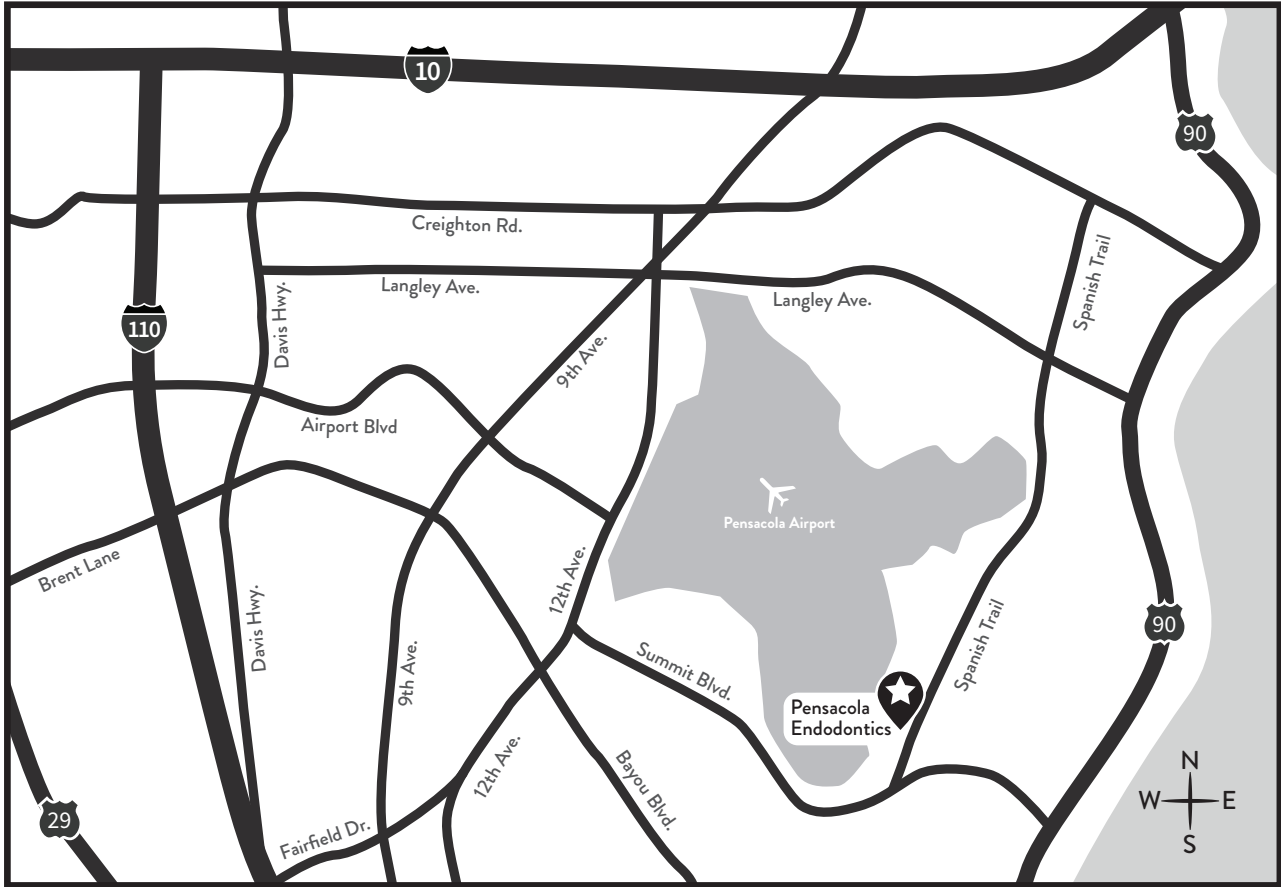 10
90
Creighton Rd.
Langley Ave.
Langley Ave.
Spanish Trail
110
Davis Hwy.
9th Ave.
Airport Blvd
Pensacola Airport
Brent Lane
12th Ave.
Davis Hwy.
9th Ave.
Summit Blvd.
Spanish Trail
90
Pensacola
Endodontics
12th Ave.
Bayou Blvd.
29
Fairfield Dr.
N
W E
S